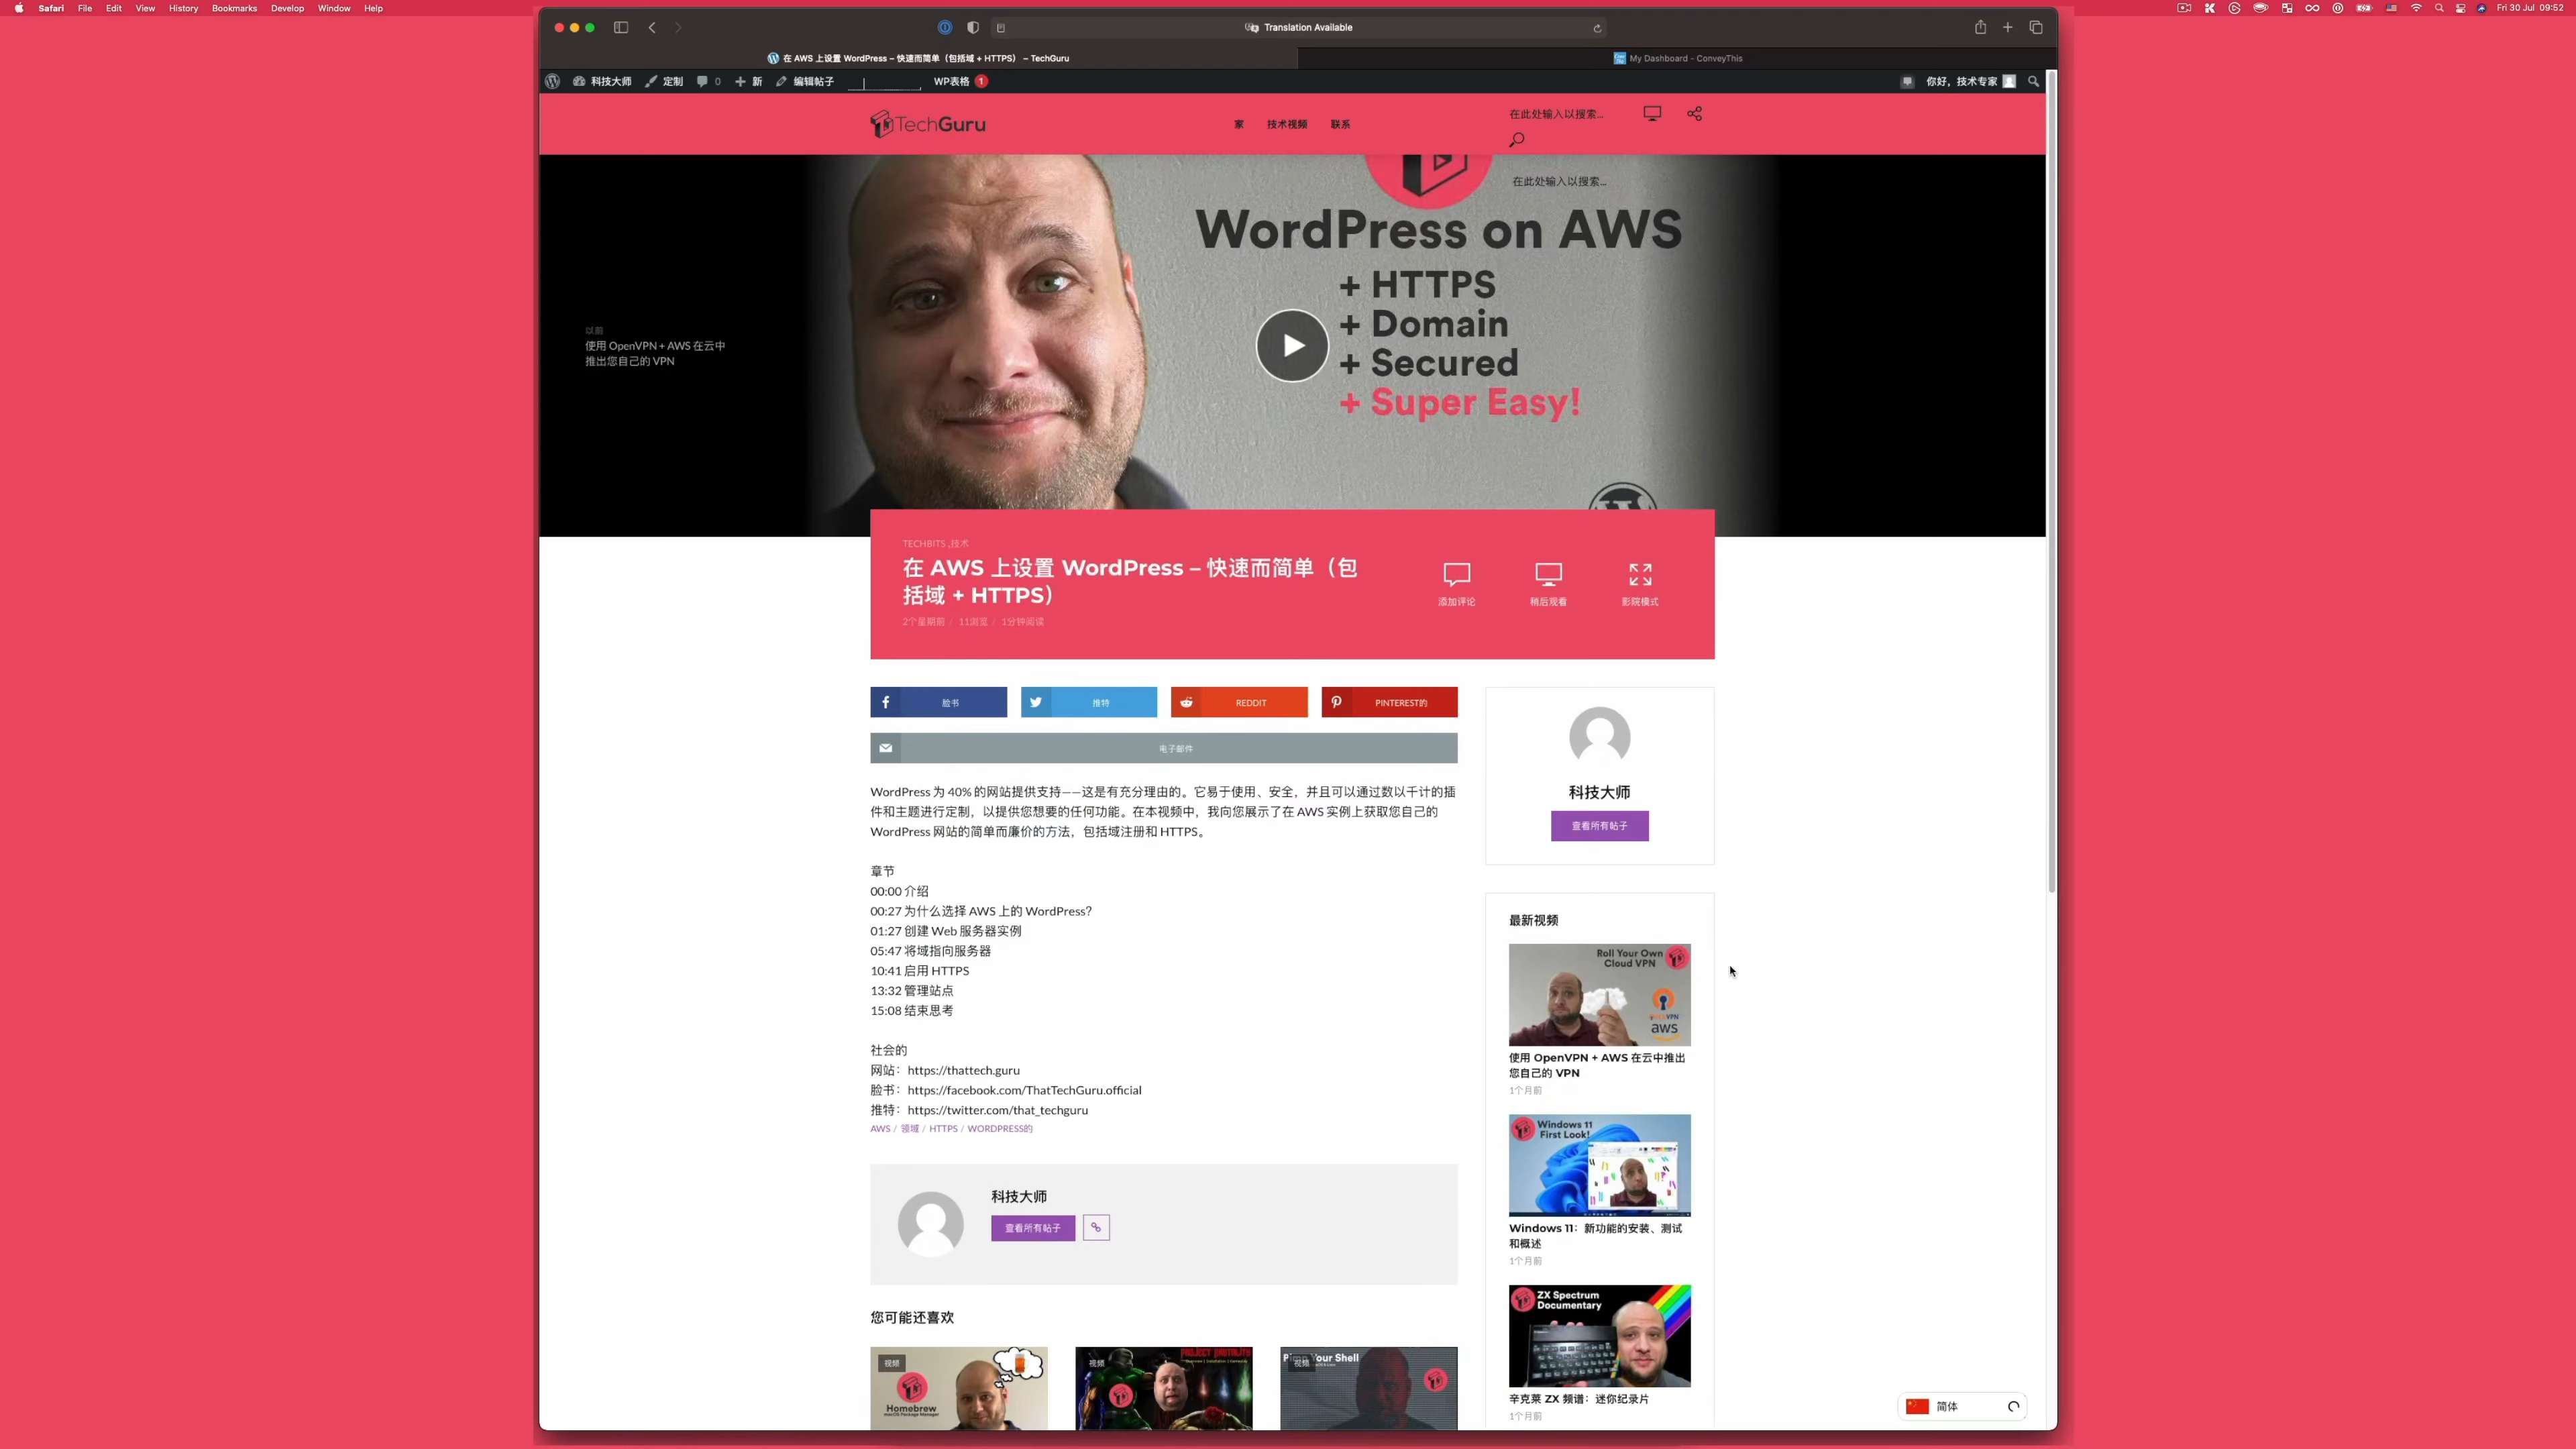 Safari File Edit View History Bookmarks Develop Window Help
Fri 30 Jul 09:52
Translation Available
在 AWS 上设置 WordPress – 快速而简单（包括域 + HTTPS） – TechGuru
My Dashboard - ConveyThis
科技大师 定制 0 新 编辑帖子 WP表格 1
你好，技术专家
TechGuru
家 技术视频 联系
在此处输入以搜索...
在此处输入以搜索...
WordPress on AWS
+ HTTPS
+ Domain
+ Secured
+ Super Easy!
以前
使用 OpenVPN + AWS 在云中
推出您自己的 VPN
TECHBITS ,技术
在 AWS 上设置 WordPress – 快速而简单（包
括域 + HTTPS）
2个星期前 / 11浏览 / 1分钟阅读
添加评论 稍后观看 影院模式
脸书 推特 REDDIT PINTEREST的
电子邮件
WordPress 为 40% 的网站提供支持——这是有充分理由的。它易于使用、安全，并且可以通过数以千计的插
件和主题进行定制，以提供您想要的任何功能。在本视频中，我向您展示了在 AWS 实例上获取您自己的
WordPress 网站的简单而廉价的方法，包括域注册和 HTTPS。
章节
00:00 介绍
00:27 为什么选择 AWS 上的 WordPress？
01:27 创建 Web 服务器实例
05:47 将域指向服务器
10:41 启用 HTTPS
13:32 管理站点
15:08 结束思考
社会的
网站：https://thattech.guru
脸书：https://facebook.com/ThatTechGuru.official
推特：https://twitter.com/that_techguru
AWS / 领域 / HTTPS / WORDPRESS的
科技大师
查看所有帖子
您可能还喜欢
视频
Homebrew
macOS Package Manager
视频
视频
our Shell
科技大师
查看所有帖子
最新视频
Roll Your Own
Cloud VPN
aws
使用 OpenVPN + AWS 在云中推出
您自己的 VPN
1个月前
Windows 11
First Look!
Windows 11：新功能的安装、测试
和概述
1个月前
ZX Spectrum
Documentary
辛克莱 ZX 频谱：迷你纪录片
1个月前
简体